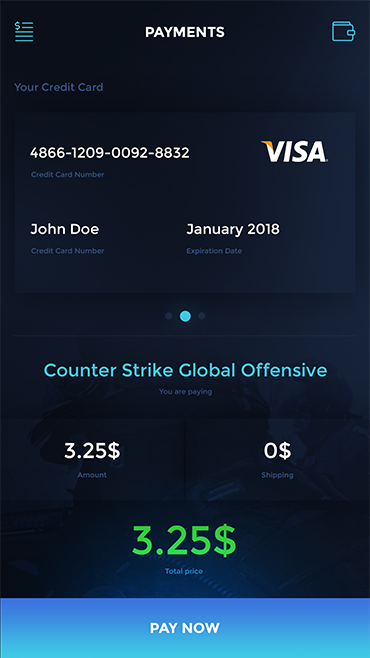 $
PAYMENTS
Your Credit Card
4866-1209-0092-8832
VISA
Credit Card Number
John Doe
January 2018
Credit Card Number
Expiration Date
Counter Strike Global Offensive
You are paying
3.25$
0$
Amount
Shipping
3.25$
Total price
PAY NOW